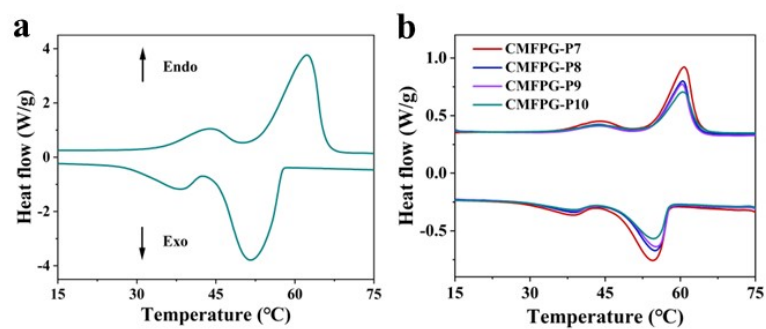 a
Endo
Exo
Heat flow (W/g)
4
2
0
-2
-4
15
30
45
60
75
Temperature (℃)
b
CMFPG-P7
CMFPG-P8
CMFPG-P9
CMFPG-P10
Heat flow (W/g)
1.0
0.5
0.0
-0.5
15
30
45
60
75
Temperature (℃)